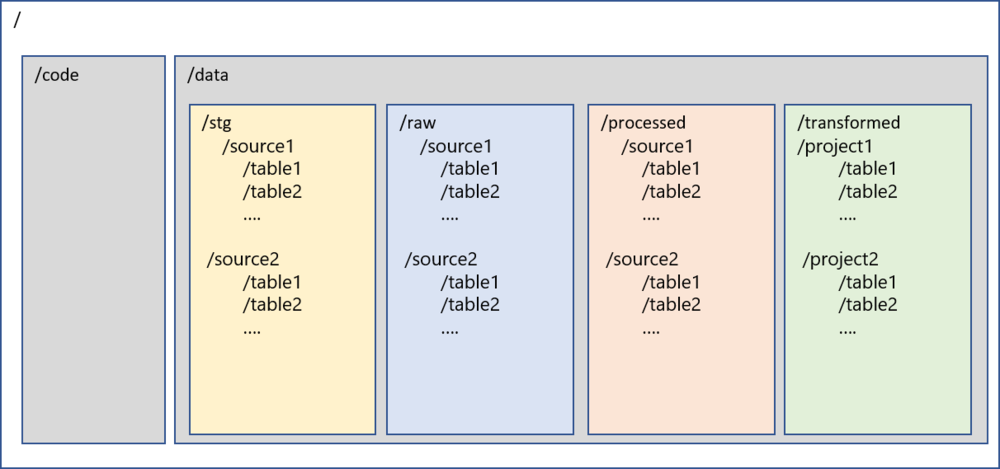 /
/code
/data
/stg
/source1
/table1
/table2
....
/source2
/table1
/table2
....
/raw
/source1
/table1
/table2
....
/source2
/table1
/table2
....
/processed
/source1
/table1
/table2
....
/source2
/table1
/table2
....
/transformed
/project1
/table1
/table2
....
/project2
/table1
/table2
....